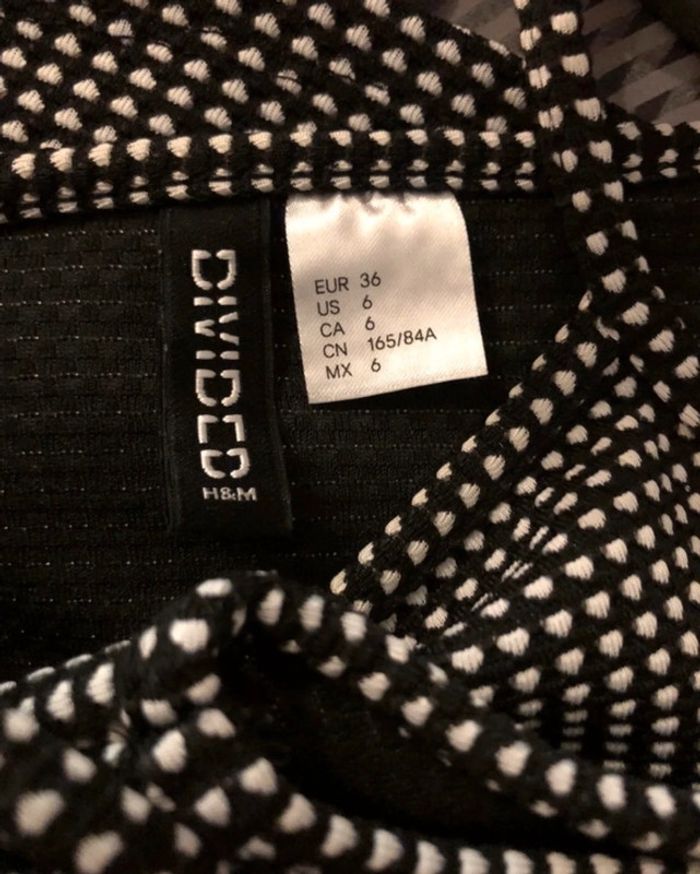 DIVIDED
H&M
EUR 36
US 6
CA 6
CN 165/84A
MX 6